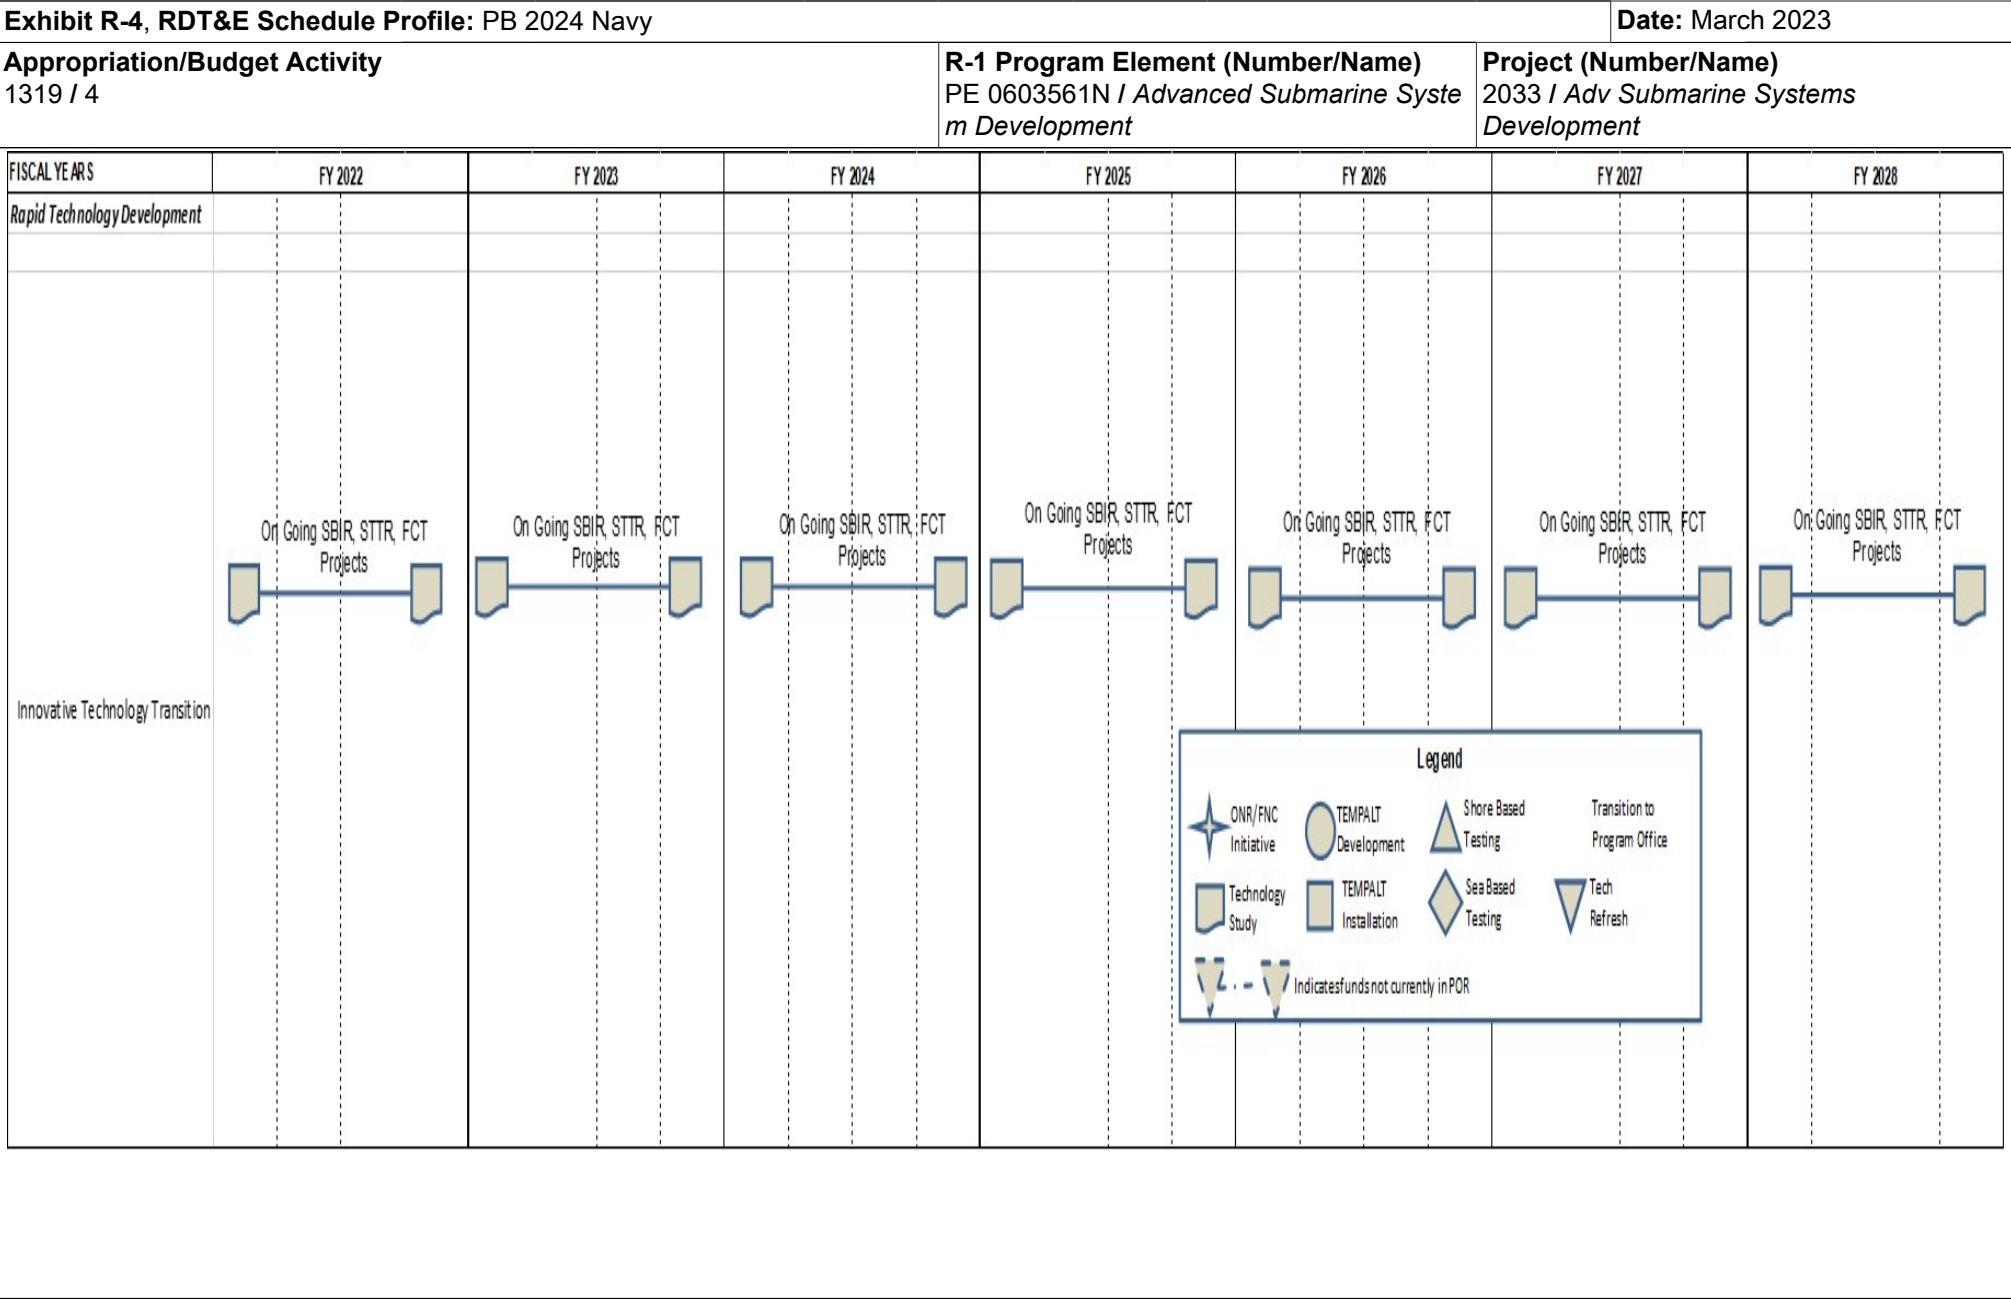 Exhibit R-4, RDT&E Schedule Profile: PB 2024 Navy
Date: March 2023
Appropriation/Budget Activity
1319 / 4
R-1 Program Element (Number/Name)
PE 0603561N / Advanced Submarine Syste
m Development
Project (Number/Name)
2033 / Adv Submarine Systems
Development
FISCAL YEARS
FY 2022
FY 2023
FY 2024
FY 2025
FY 2026
FY 2027
FY 2028
Rapid Technology Development
On Going SBIR, STTR, FCT
Projects
On Going SBIR, STTR, FCT
Projects
On Going SBIR, STTR, FCT
Projects
On Going SBIR, STTR, FCT
Projects
On Going SBIR, STTR, FCT
Projects
On Going SBIR, STTR, FCT
Projects
On Going SBIR, STTR, FCT
Projects
Innovative Technology Transition
Legend
ONR/FNC
Initiative
TEMPALT
Development
Shore Based
Testing
Transition to
Program Office
Technology
Study
TEMPALT
Installation
Sea Based
Testing
Tech
Refresh
Indicates funds not currently in POR